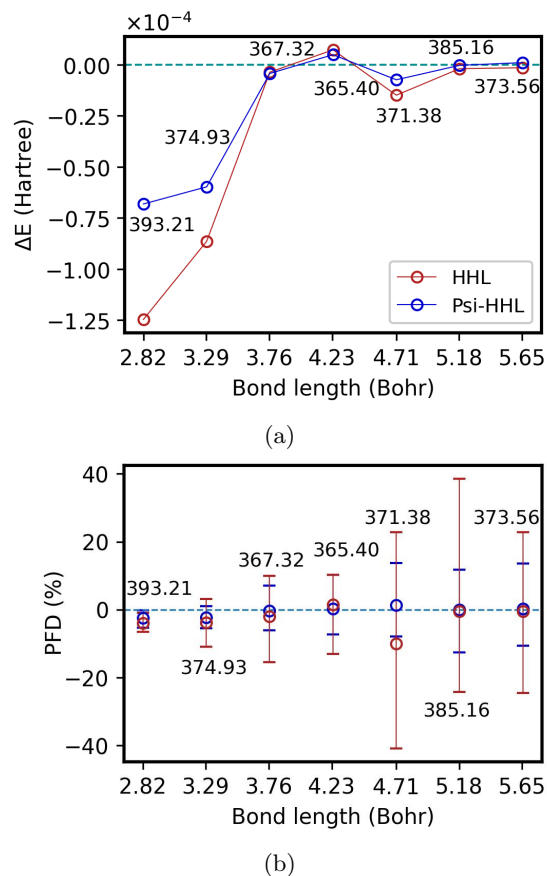 ×10⁻⁴
0.00
−0.25
−0.50
−0.75
−1.00
−1.25
ΔE (Hartree)
367.32
385.16
365.40
373.56
371.38
374.93
393.21
HHL
Psi-HHL
2.82 3.29 3.76 4.23 4.71 5.18 5.65
Bond length (Bohr)
(a)
40
20
0
−20
−40
PFD (%)
371.38
373.56
365.40
367.32
393.21
374.93
385.16
2.82 3.29 3.76 4.23 4.71 5.18 5.65
Bond length (Bohr)
(b)